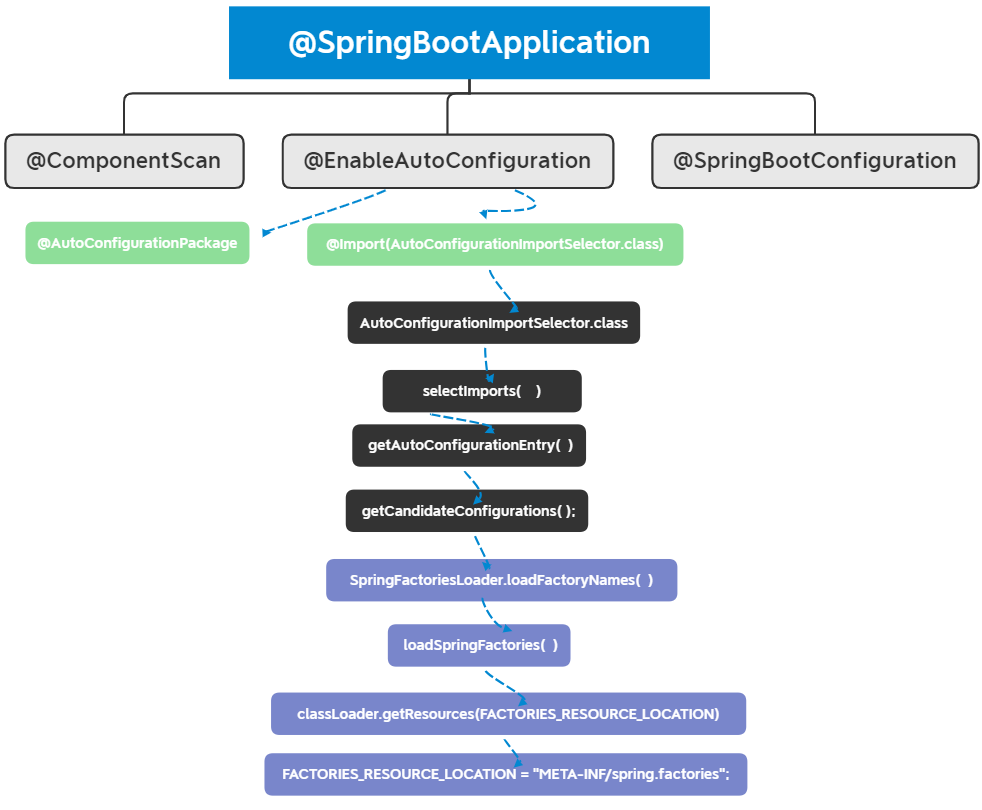 @SpringBootApplication
@ComponentScan
@EnableAutoConfiguration
@SpringBootConfiguration
@AutoConfigurationPackage
@Import(AutoConfigurationImportSelector.class)
AutoConfigurationImportSelector.class
selectImports(    )
getAutoConfigurationEntry(  )
getCandidateConfigurations( );
SpringFactoriesLoader.loadFactoryNames(  )
loadSpringFactories(  )
classLoader.getResources(FACTORIES_RESOURCE_LOCATION)
FACTORIES_RESOURCE_LOCATION = "META-INF/spring.factories";